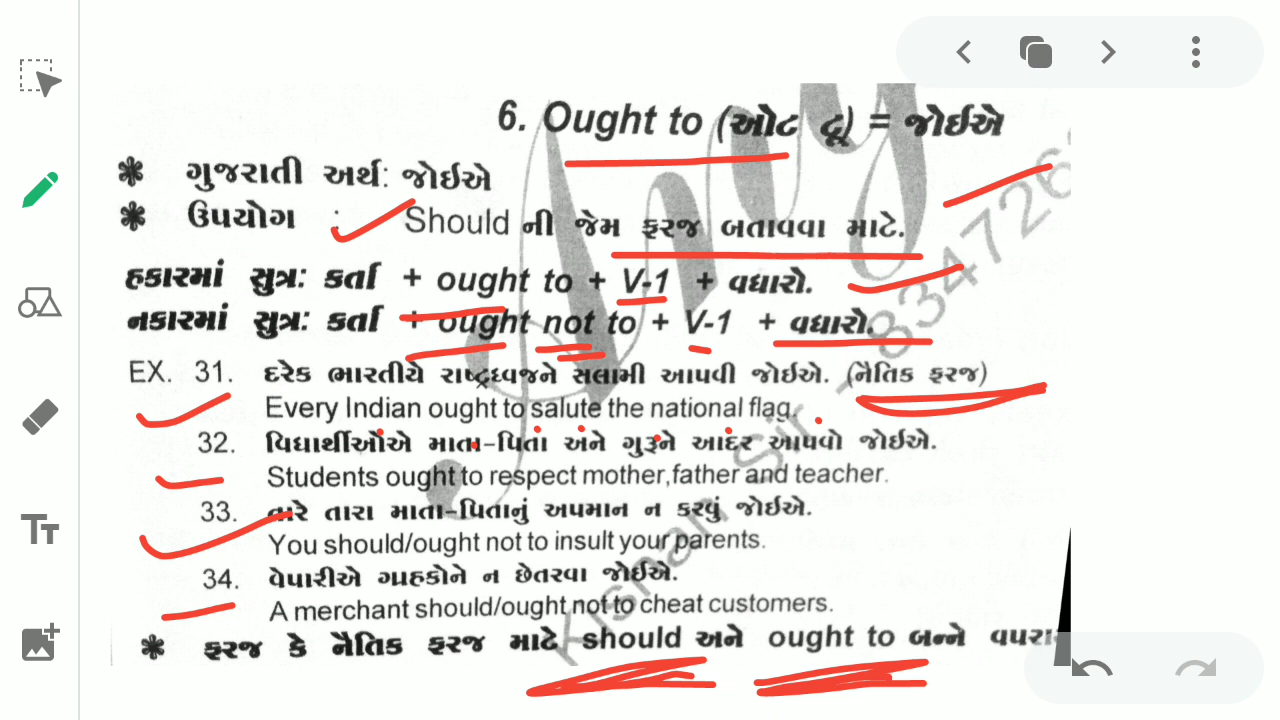 6. Ought to (ઓટ ટૂ) = જોઈએ
❃ ગુજરાતી અર્થ: જોઈએ
❃ ઉપયોગ : Should ની જેમ ફરજ બતાવવા માટે.
હકારમાં સુત્ર: કર્તા + ought to + V-1 + વધારો.
નકારમાં સુત્ર: કર્તા + ought not to + V-1 + વધારો.
EX. 31. દરેક ભારતીયે રાષ્ટ્રધ્વજને સલામી આપવી જોઈએ. (નૈતિક ફરજ)
Every Indian ought to salute the national flag.
32. વિધાર્થીઓએ માતા-પિતા અને ગુરૂને આદર આપવો જોઈએ.
Students ought to respect mother,father and teacher.
33. તારે તારા માતા-પિતાનું અપમાન ન કરવું જોઈએ.
You should/ought not to insult your parents.
34. વેપારીએ ગ્રાહકોને ન છેતરવા જોઈએ.
A merchant should/ought not to cheat customers.
❃ ફરજ કે નૈતિક ફરજ માટે should અને ought to બન્ને
Kishan Sir - 834726